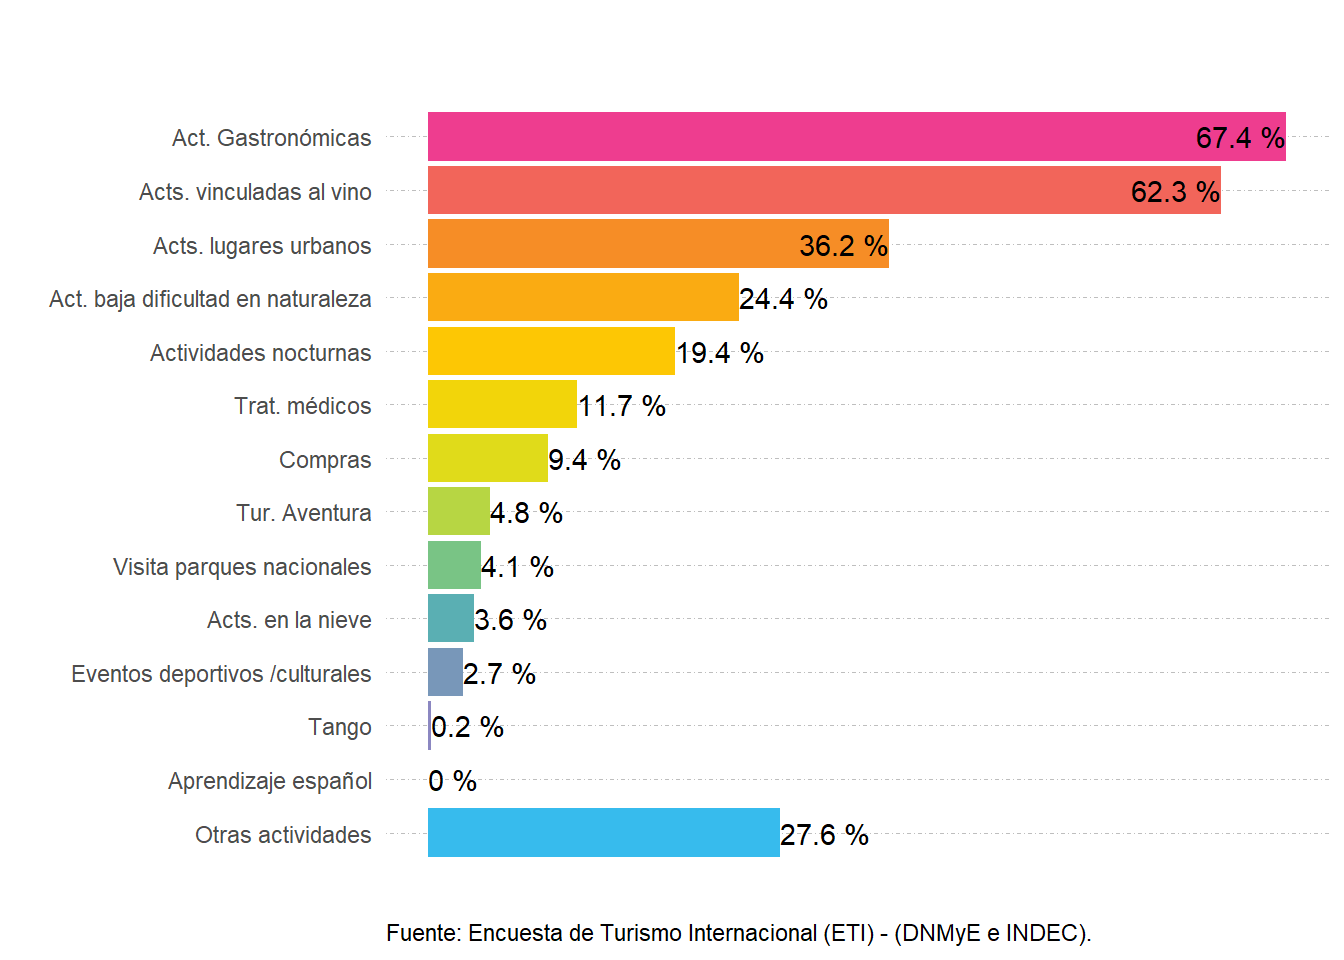 Act. Gastronómicas 67.4 %
Acts. vinculadas al vino 62.3 %
Acts. lugares urbanos 36.2 %
Act. baja dificultad en naturaleza 24.4 %
Actividades nocturnas 19.4 %
Trat. médicos 11.7 %
Compras 9.4 %
Tur. Aventura 4.8 %
Visita parques nacionales 4.1 %
Acts. en la nieve 3.6 %
Eventos deportivos /culturales 2.7 %
Tango 0.2 %
Aprendizaje español 0 %
Otras actividades 27.6 %
Fuente: Encuesta de Turismo Internacional (ETI) - (DNMyE e INDEC).